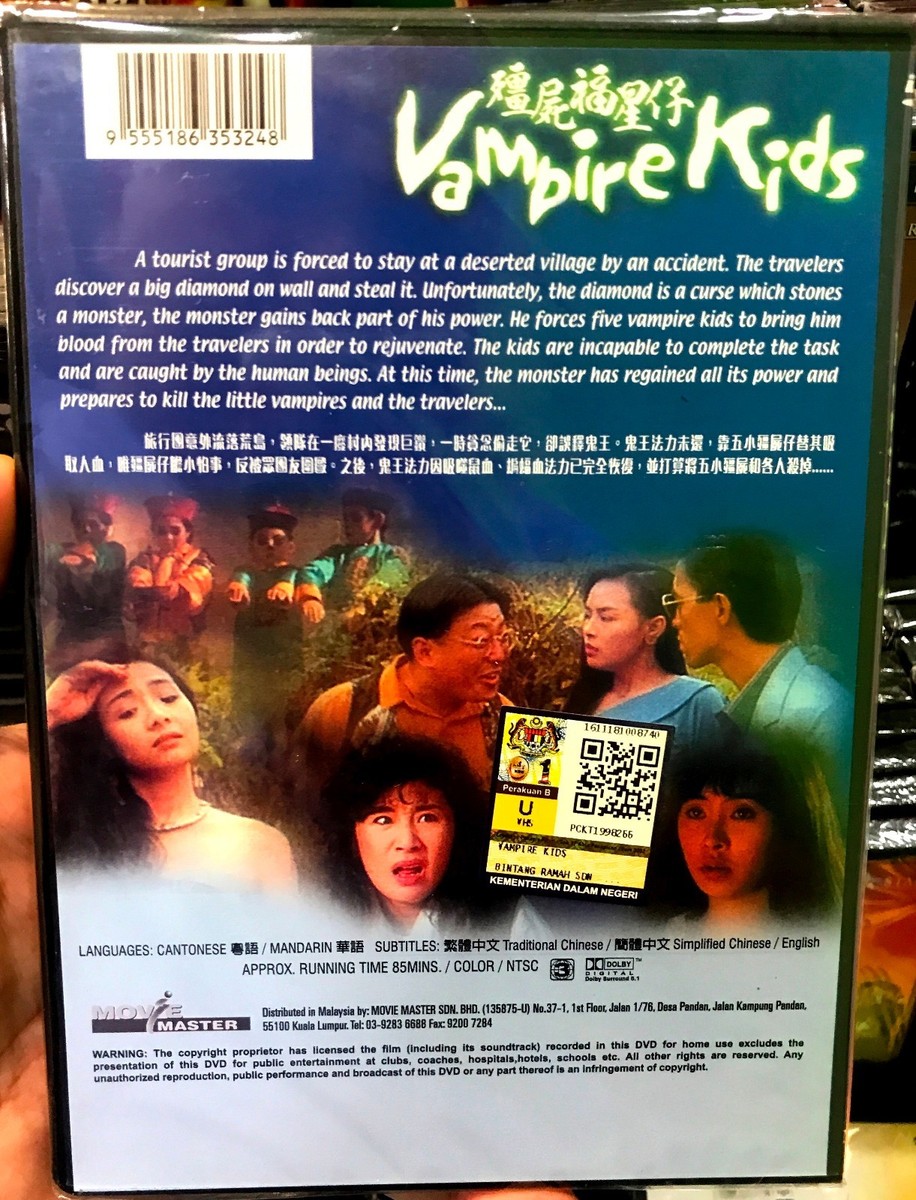 9 555186 353248
殭屍福星仔
Vampire Kids
A tourist group is forced to stay at a deserted village by an accident. The travelers
discover a big diamond on wall and steal it. Unfortunately, the diamond is a curse which stones
a monster, the monster gains back part of his power. He forces five vampire kids to bring him
blood from the travelers in order to rejuvenate. The kids are incapable to complete the task
and are caught by the human beings. At this time, the monster has regained all its power and
prepares to kill the little vampires and the travelers...
旅行團意外流落荒島，領隊在一廢村內發現巨鑽，一時貪念偷走它，卻誤釋鬼王。鬼王法力未還，靠五小殭屍仔替其吸
取人血，唯殭屍仔膽小怕事，反被眾團友圍捕。之後，鬼王法力因吸噬鼠血、蝙蝠血法力已完全恢復，並打算將五小殭屍和各人殺掉......
1611181008740
1
Perakuan B
U
VHS
PCKT1998266
VAMPIRE KIDS
BINTANG RAMAH SDN
KEMENTERIAN DALAM NEGERI
LANGUAGES: CANTONESE 粵語 / MANDARIN 華語 SUBTITLES: 繁體中文 Traditional Chinese / 簡體中文 Simplified Chinese / English
APPROX. RUNNING TIME 85MINS. / COLOR / NTSC 3 DOLBY™
DIGITAL
Dolby Surround 5.1
MOVIE MASTER
Distributed in Malaysia by: MOVIE MASTER SDN. BHD. (135875-U) No.37-1, 1st Floor, Jalan 1/76, Desa Pandan, Jalan Kampung Pandan,
55100 Kuala Lumpur. Tel: 03-9283 6688 Fax: 9200 7284
WARNING: The copyright proprietor has licensed the film (including its soundtrack) recorded in this DVD for home use excludes the
presentation of this DVD for public entertainment at clubs, coaches, hospitals,hotels, schools etc. All other rights are reserved. Any
unauthorized reproduction, public performance and broadcast of this DVD or any part thereof is an infringement of copyright.